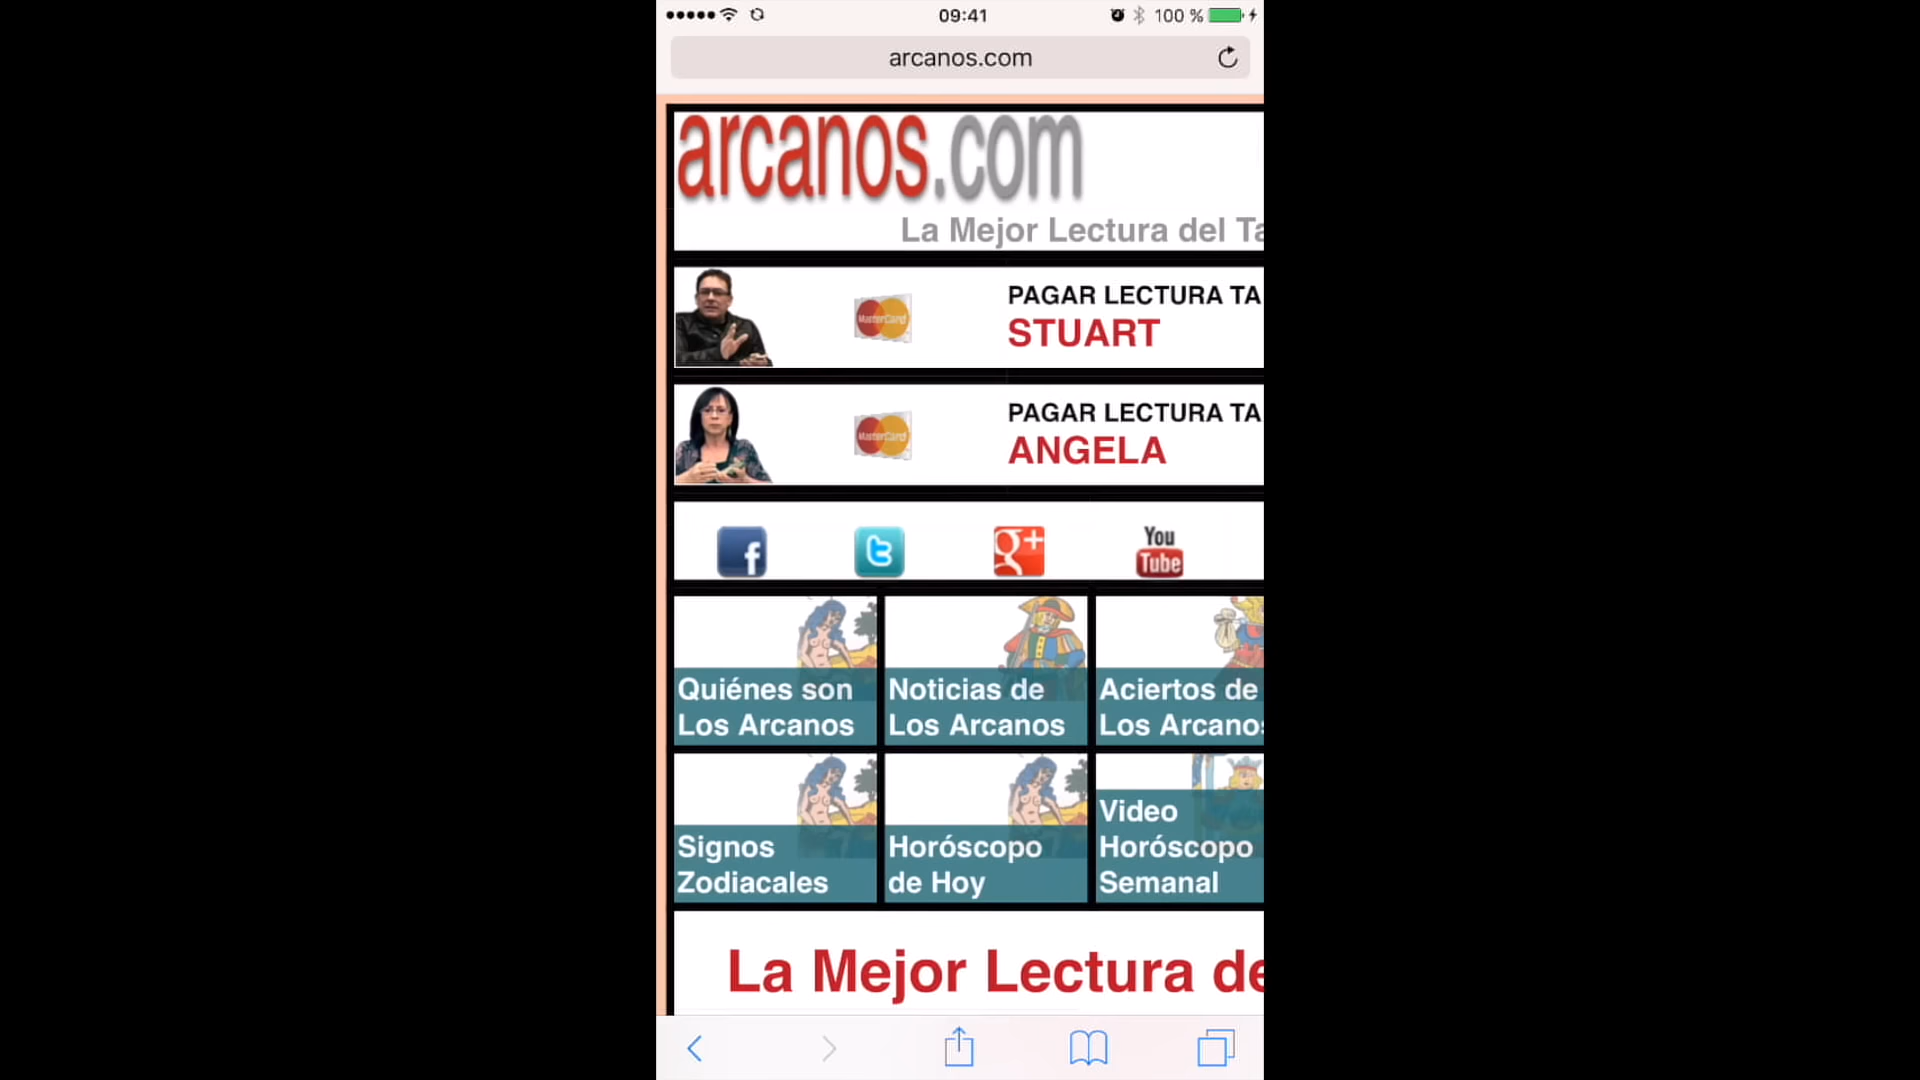 09:41
100 %
arcanos.com
arcanos.com
La Mejor Lectura del Ta
PAGAR LECTURA TA
MasterCard
STUART
PAGAR LECTURA TA
MasterCard
ANGELA
f
t
g+
You
Tube
Quiénes son
Los Arcanos
Noticias de
Los Arcanos
Aciertos de
Los Arcanos
Signos
Zodiacales
Horóscopo
de Hoy
Video
Horóscopo
Semanal
La Mejor Lectura de